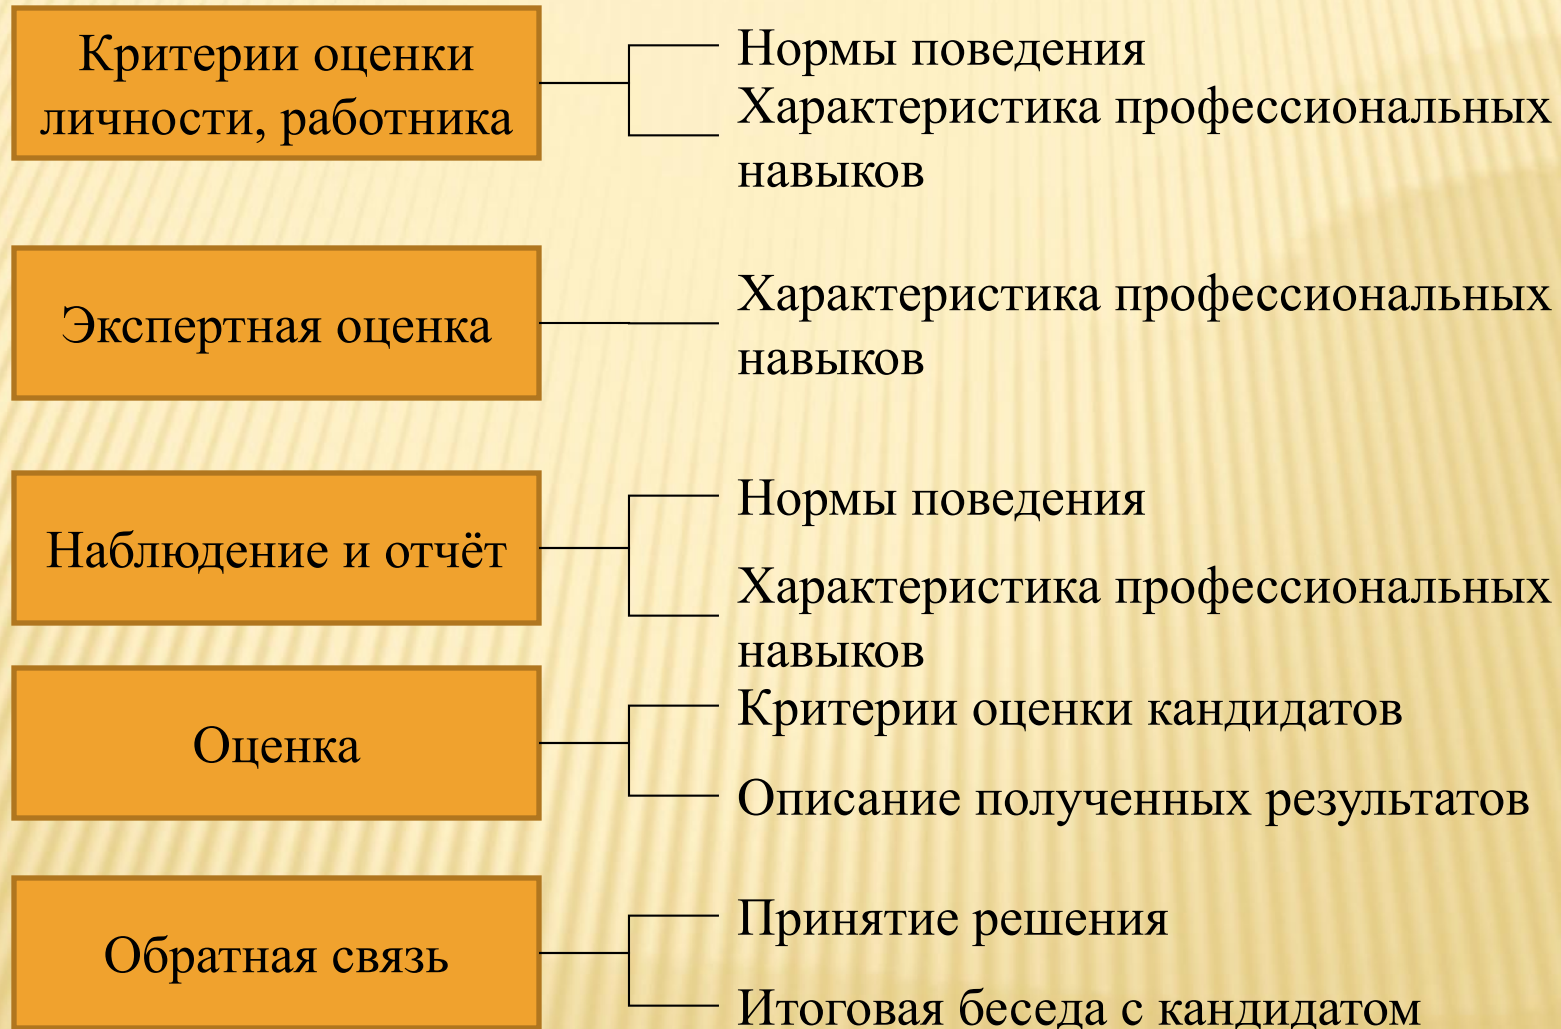 Критерии оценки
личности, работника
Нормы поведения
Характеристика профессиональных
навыков
Экспертная оценка
Характеристика профессиональных
навыков
Наблюдение и отчёт
Нормы поведения
Характеристика профессиональных
навыков
Оценка
Критерии оценки кандидатов
Описание полученных результатов
Обратная связь
Принятие решения
Итоговая беседа с кандидатом